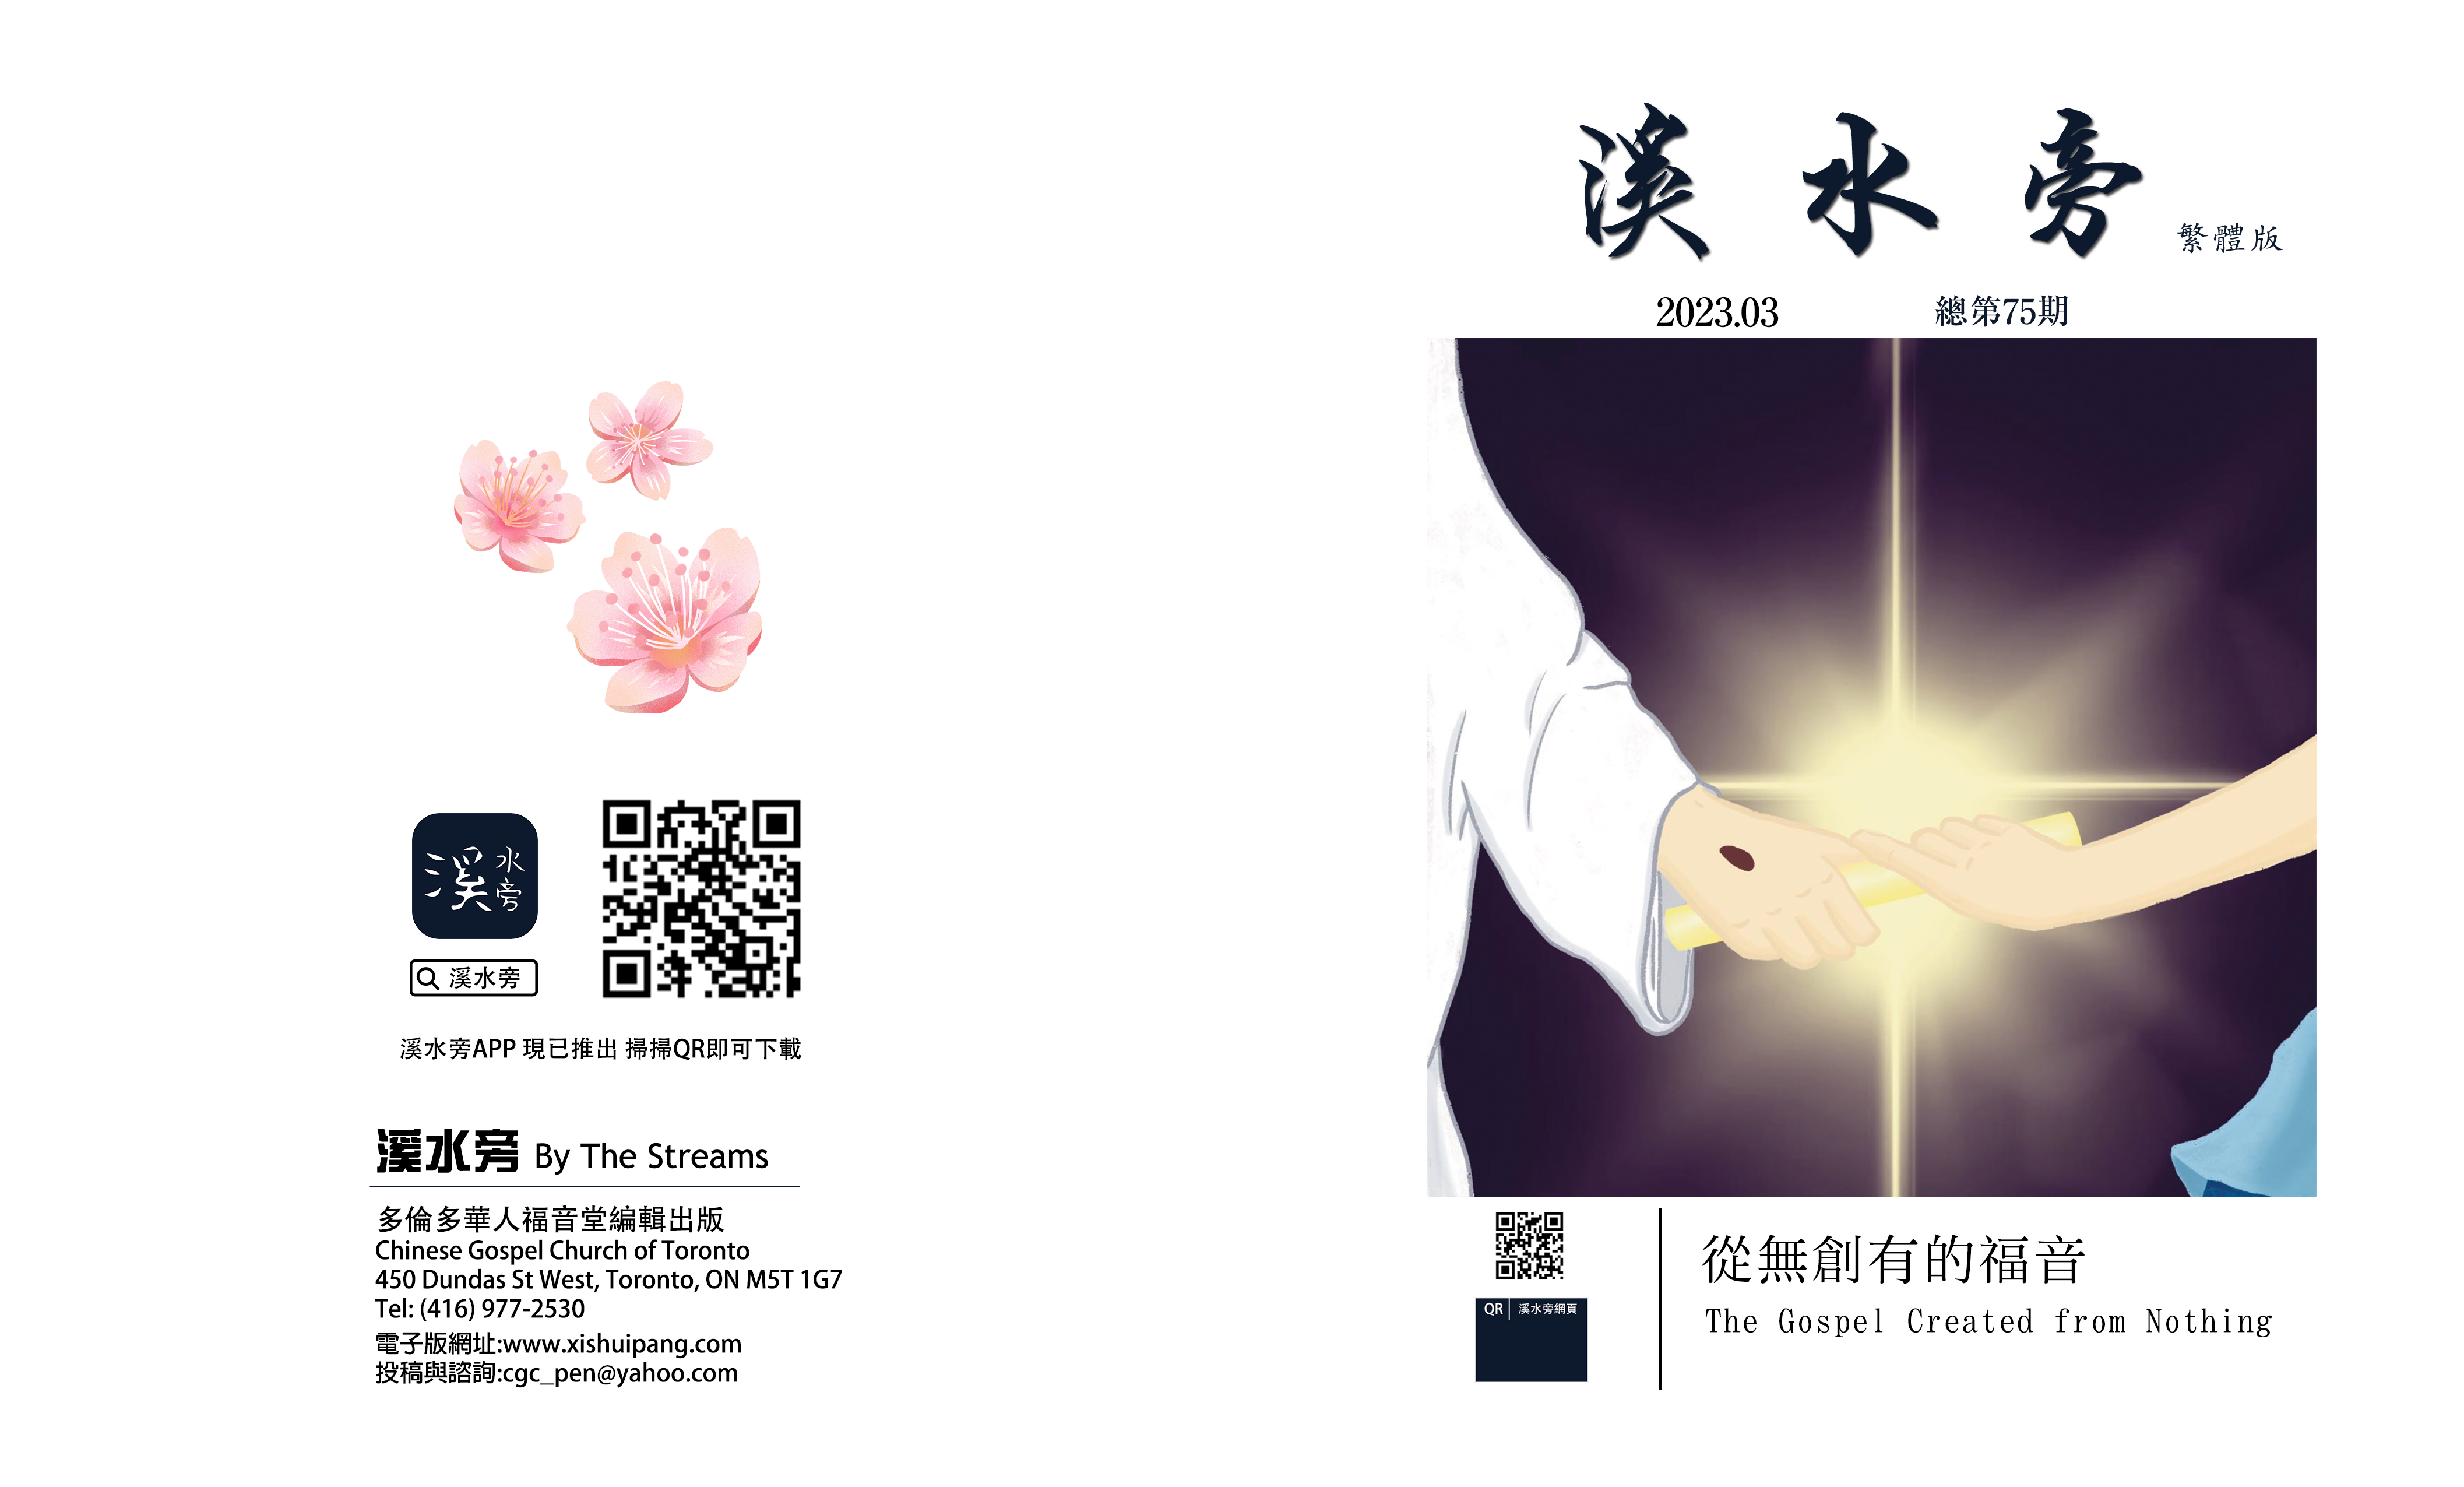 溪水旁
繁體版
2023.03
總第75期
QR 溪水旁網頁
從無創有的福音
The Gospel Created from Nothing
溪水旁
溪水旁
溪水旁APP 現已推出 掃掃QR即可下載
溪水旁 By The Streams
多倫多華人福音堂編輯出版
Chinese Gospel Church of Toronto
450 Dundas St West, Toronto, ON M5T 1G7
Tel: (416) 977-2530
電子版網址:www.xishuipang.com
投稿與諮詢:cgc_pen@yahoo.com